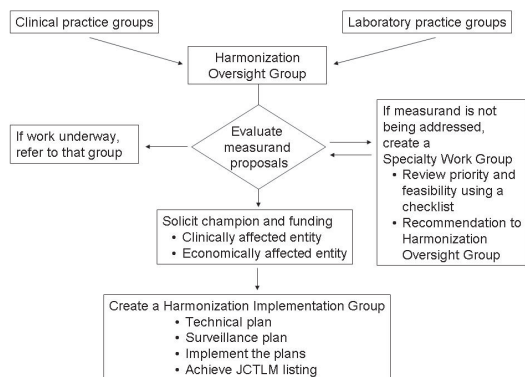 Clinical practice groups
Laboratory practice groups
Harmonization
Oversight Group
If work underway,
refer to that group
Evaluate
measurand
proposals
If measurand is not
being addressed,
create a
Specialty Work Group
• Review priority and
feasibility using a
checklist
• Recommendation to
Harmonization
Oversight Group
Solicit champion and funding
• Clinically affected entity
• Economically affected entity
Create a Harmonization Implementation Group
• Technical plan
• Surveillance plan
• Implement the plans
• Achieve JCTLM listing